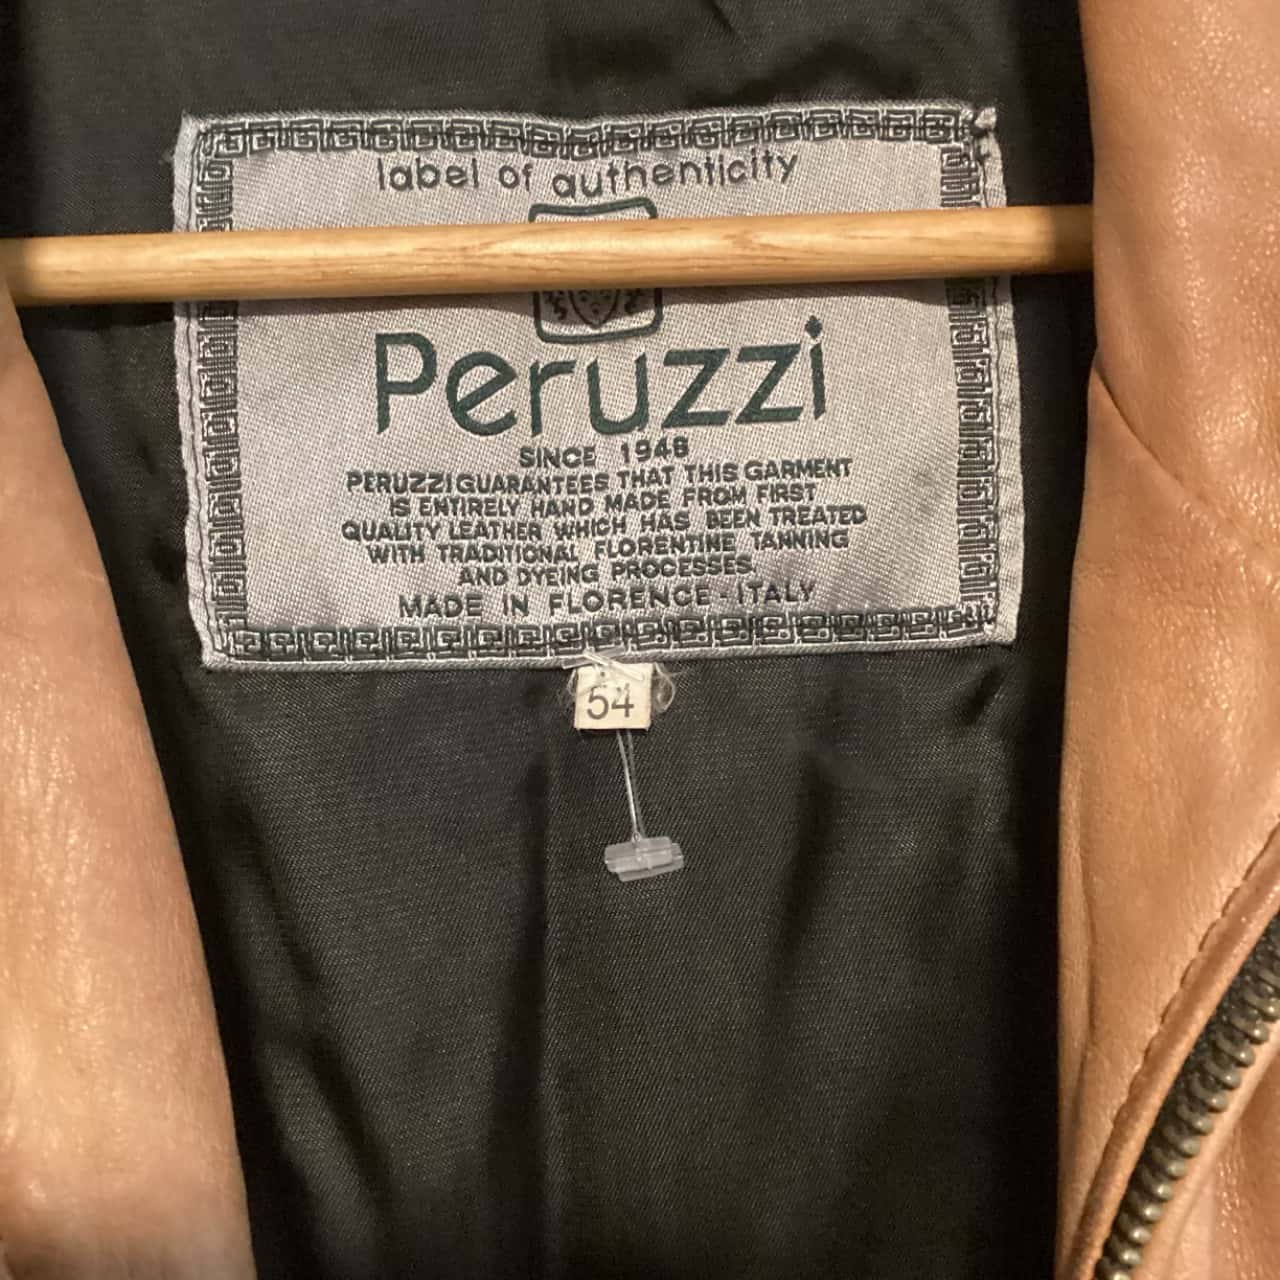 label of authenticity
Peruzzi
SINCE 1948
PERUZZI GUARANTEES THAT THIS GARMENT
IS ENTIRELY HAND MADE FROM FIRST
QUALITY LEATHER WHICH HAS BEEN TREATED
WITH TRADITIONAL FLORENTINE TANNING
AND DYEING PROCESSES.
MADE IN FLORENCE - ITALY
54